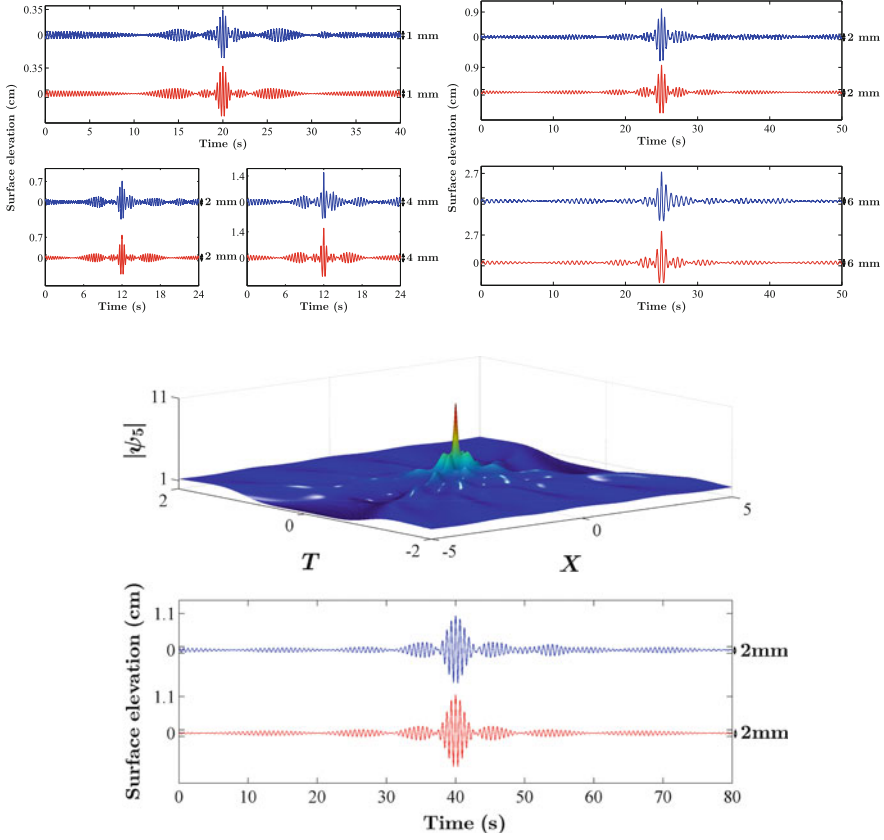 Surface elevation (cm)
0.35
0
1 mm
0.35
0
1 mm
0 5 10 15 20 25 30 35 40
Time (s)
0.9
0
2 mm
0.9
0
2 mm
0 10 20 30 40 50
Time (s)
0.7
0
2 mm
0.7
0
2 mm
0 6 12 18 24
Time (s)
1.4
0
4 mm
1.4
0
4 mm
0 6 12 18 24
Time (s)
2.7
0
6 mm
2.7
0
6 mm
0 10 20 30 40 50
Time (s)
|ψ5|
11
1
2
0
-2
T
-5
0
5
X
Surface elevation (cm)
1.1
0
2mm
1.1
0
2mm
0 10 20 30 40 50 60 70 80
Time (s)